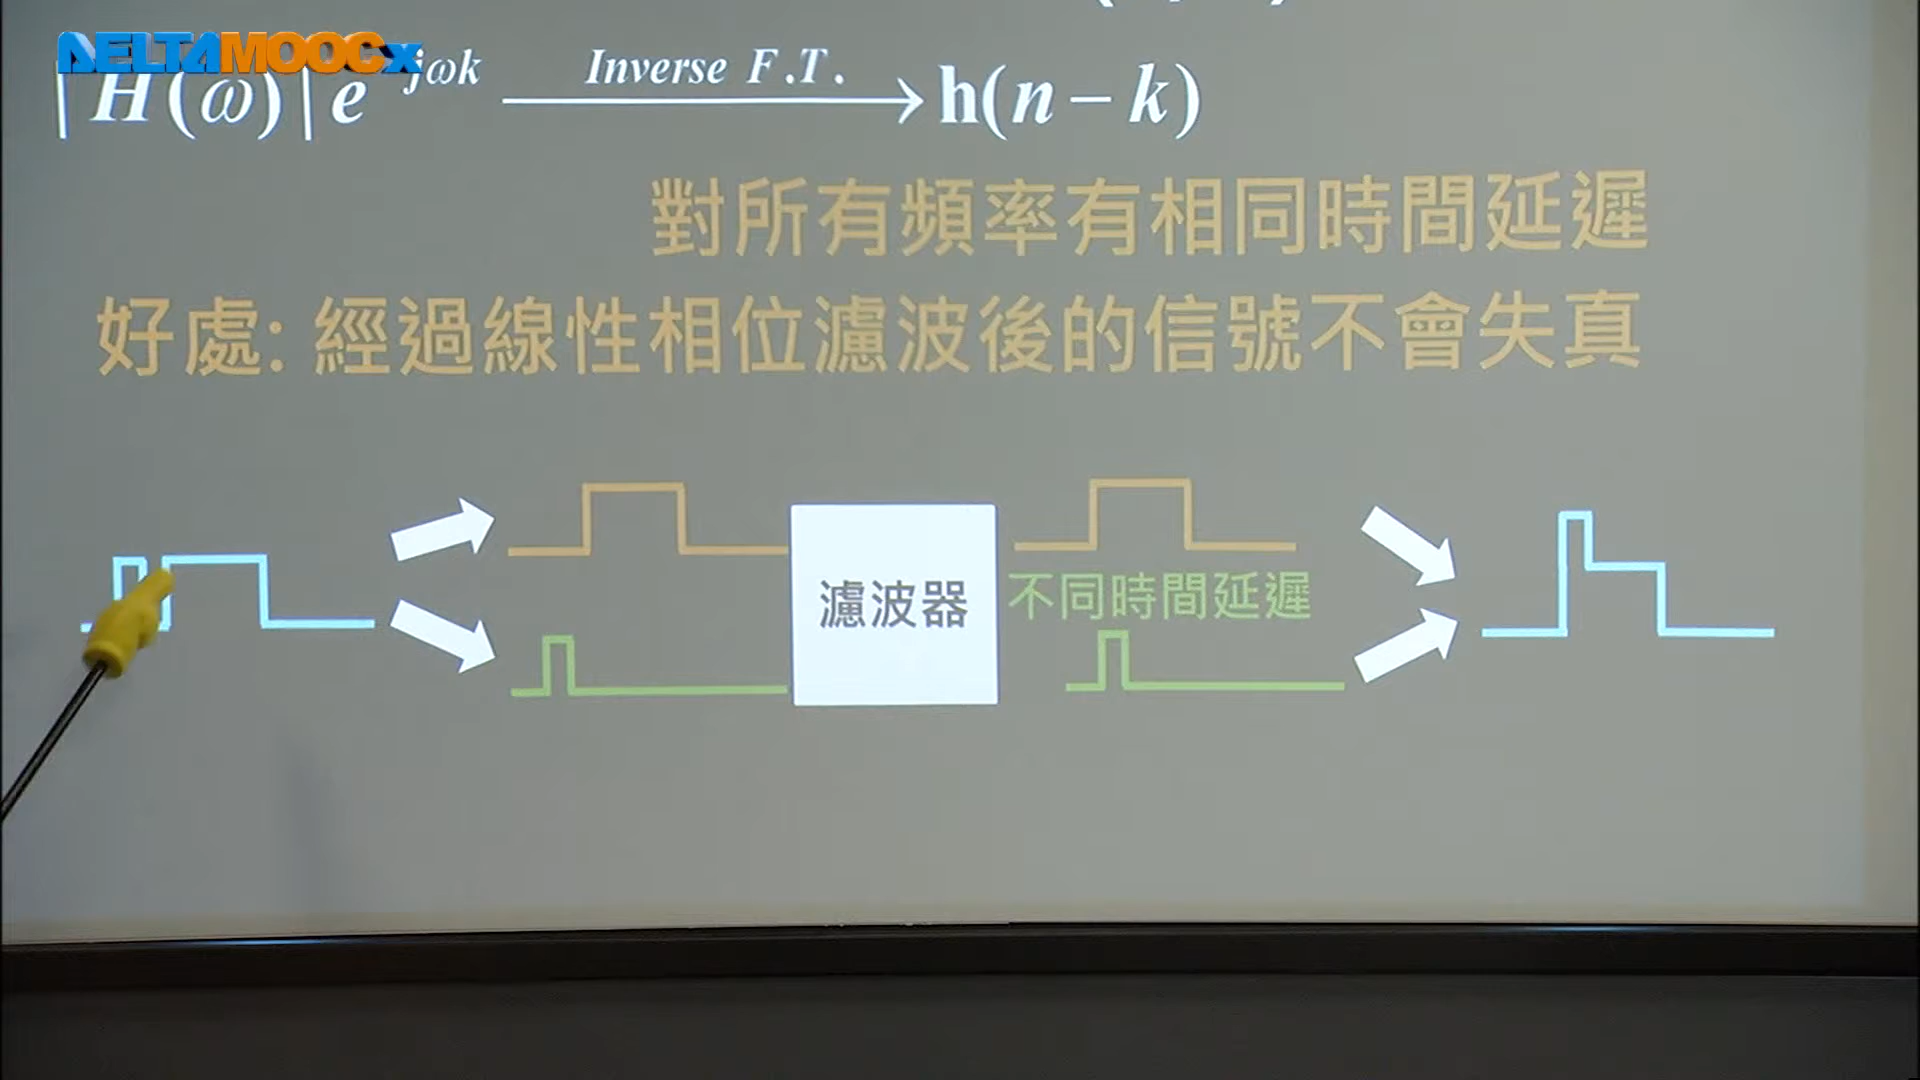 DELTAMOOCx
|H(ω)|e^-jωk Inverse F.T. → h(n−k)
對所有頻率有相同時間延遲
好處: 經過線性相位濾波後的信號不會失真
濾波器
不同時間延遲